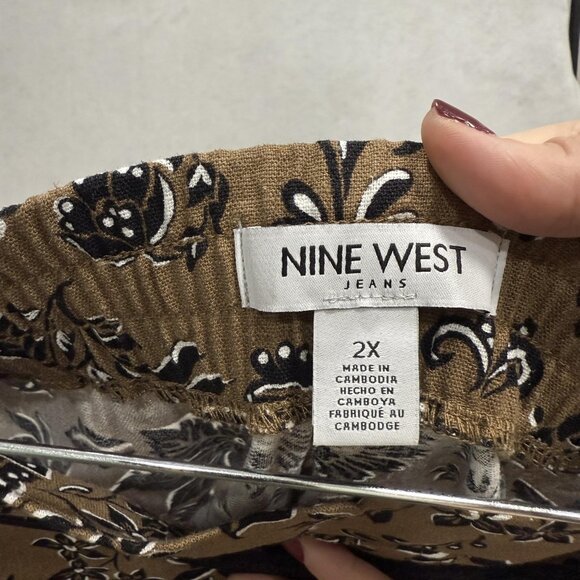 NINE WEST
JEANS
2X
MADE IN
CAMBODIA
HECHO EN
CAMBOYA
FABRIQUÉ AU
CAMBODGE